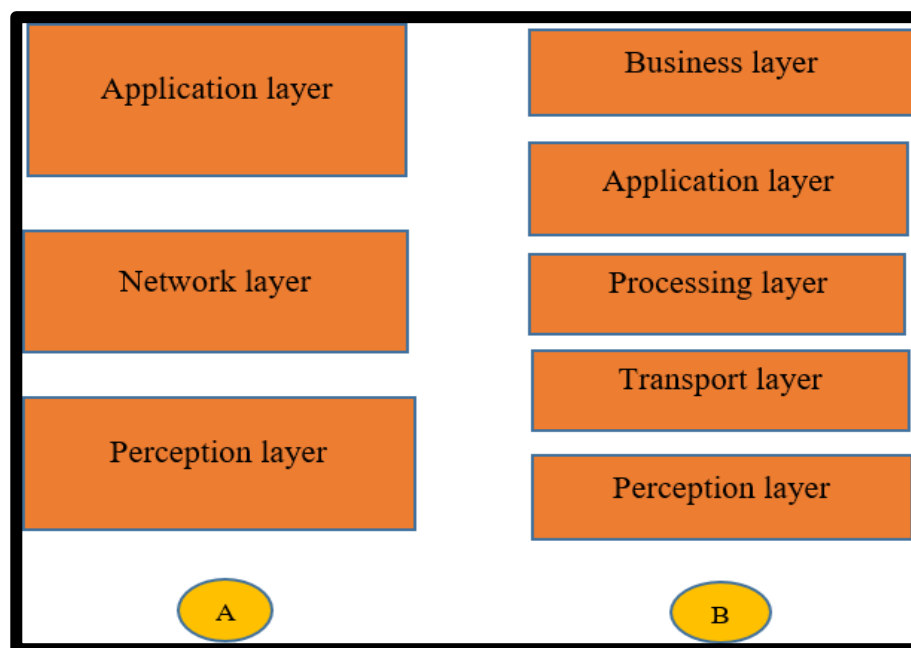 Application layer
Network layer
Perception layer
A
Business layer
Application layer
Processing layer
Transport layer
Perception layer
B